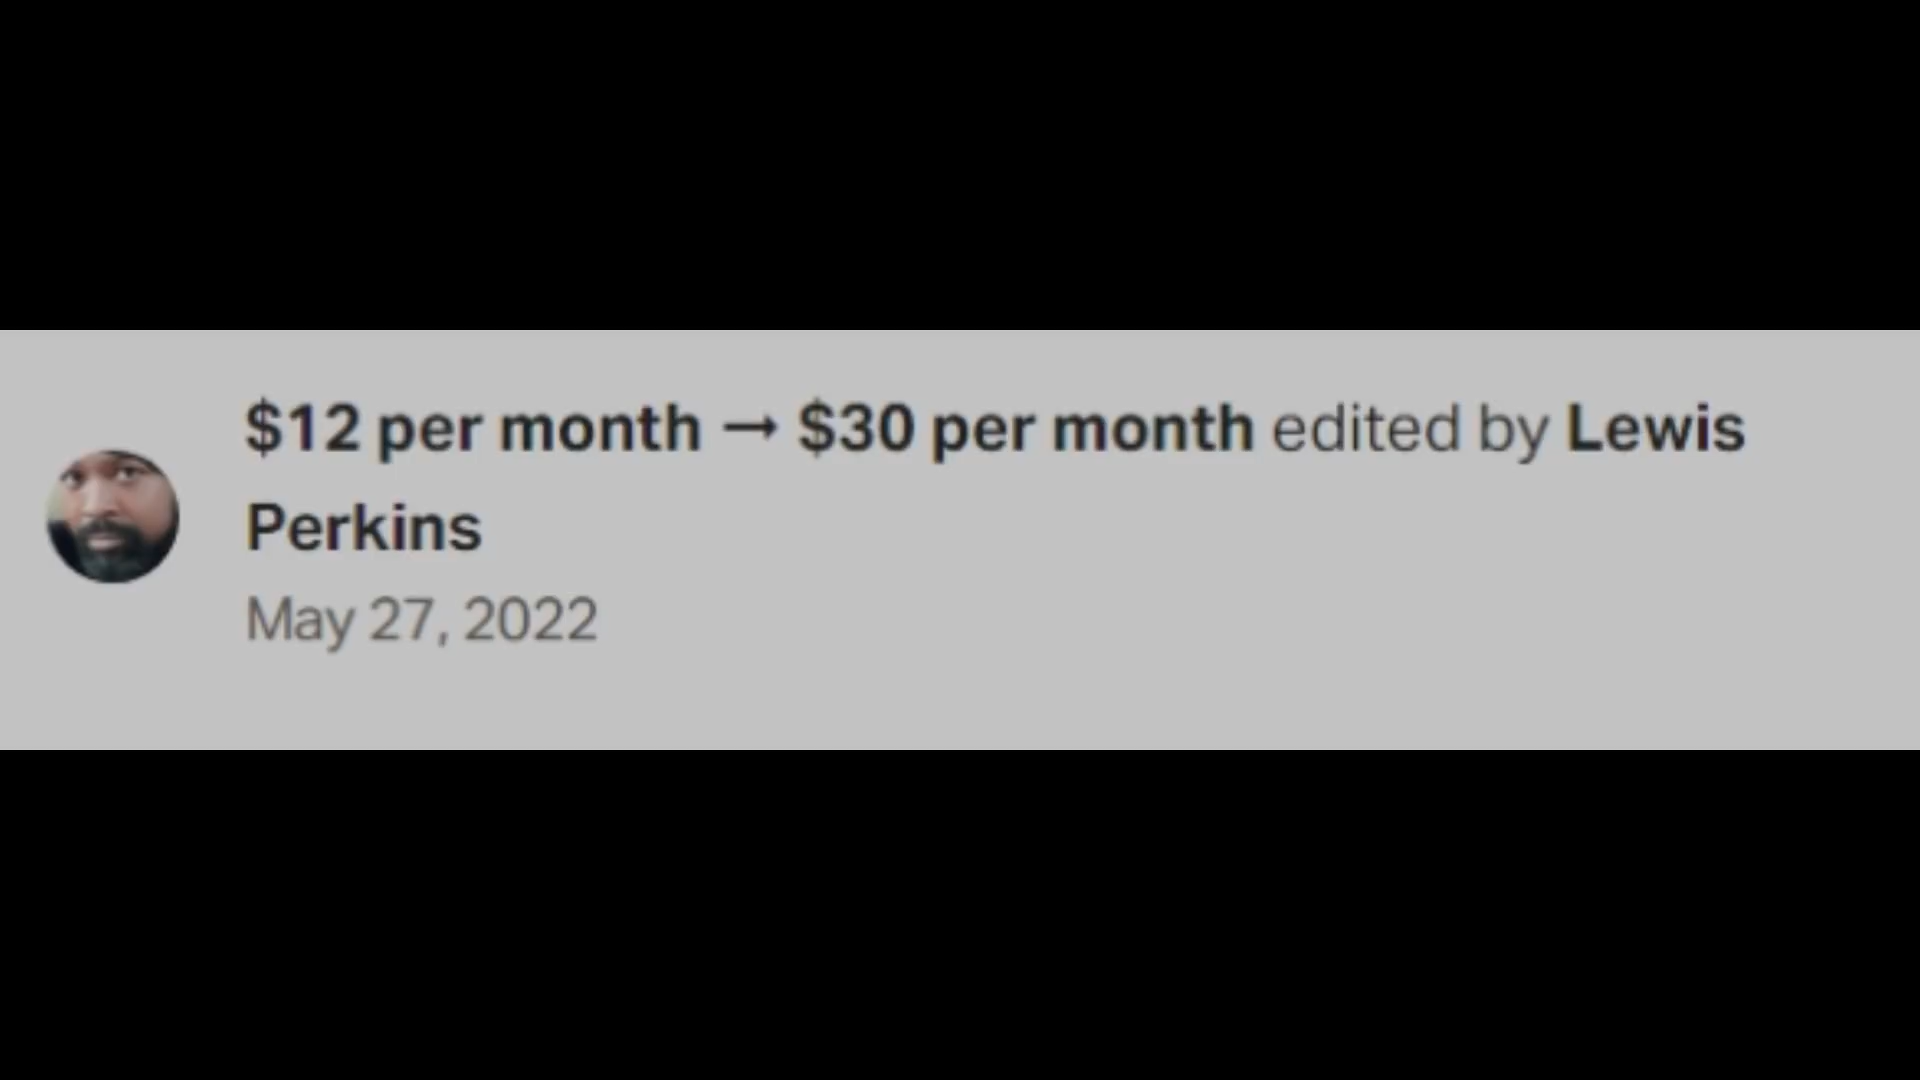 $12 per month → $30 per month edited by Lewis
Perkins
May 27, 2022